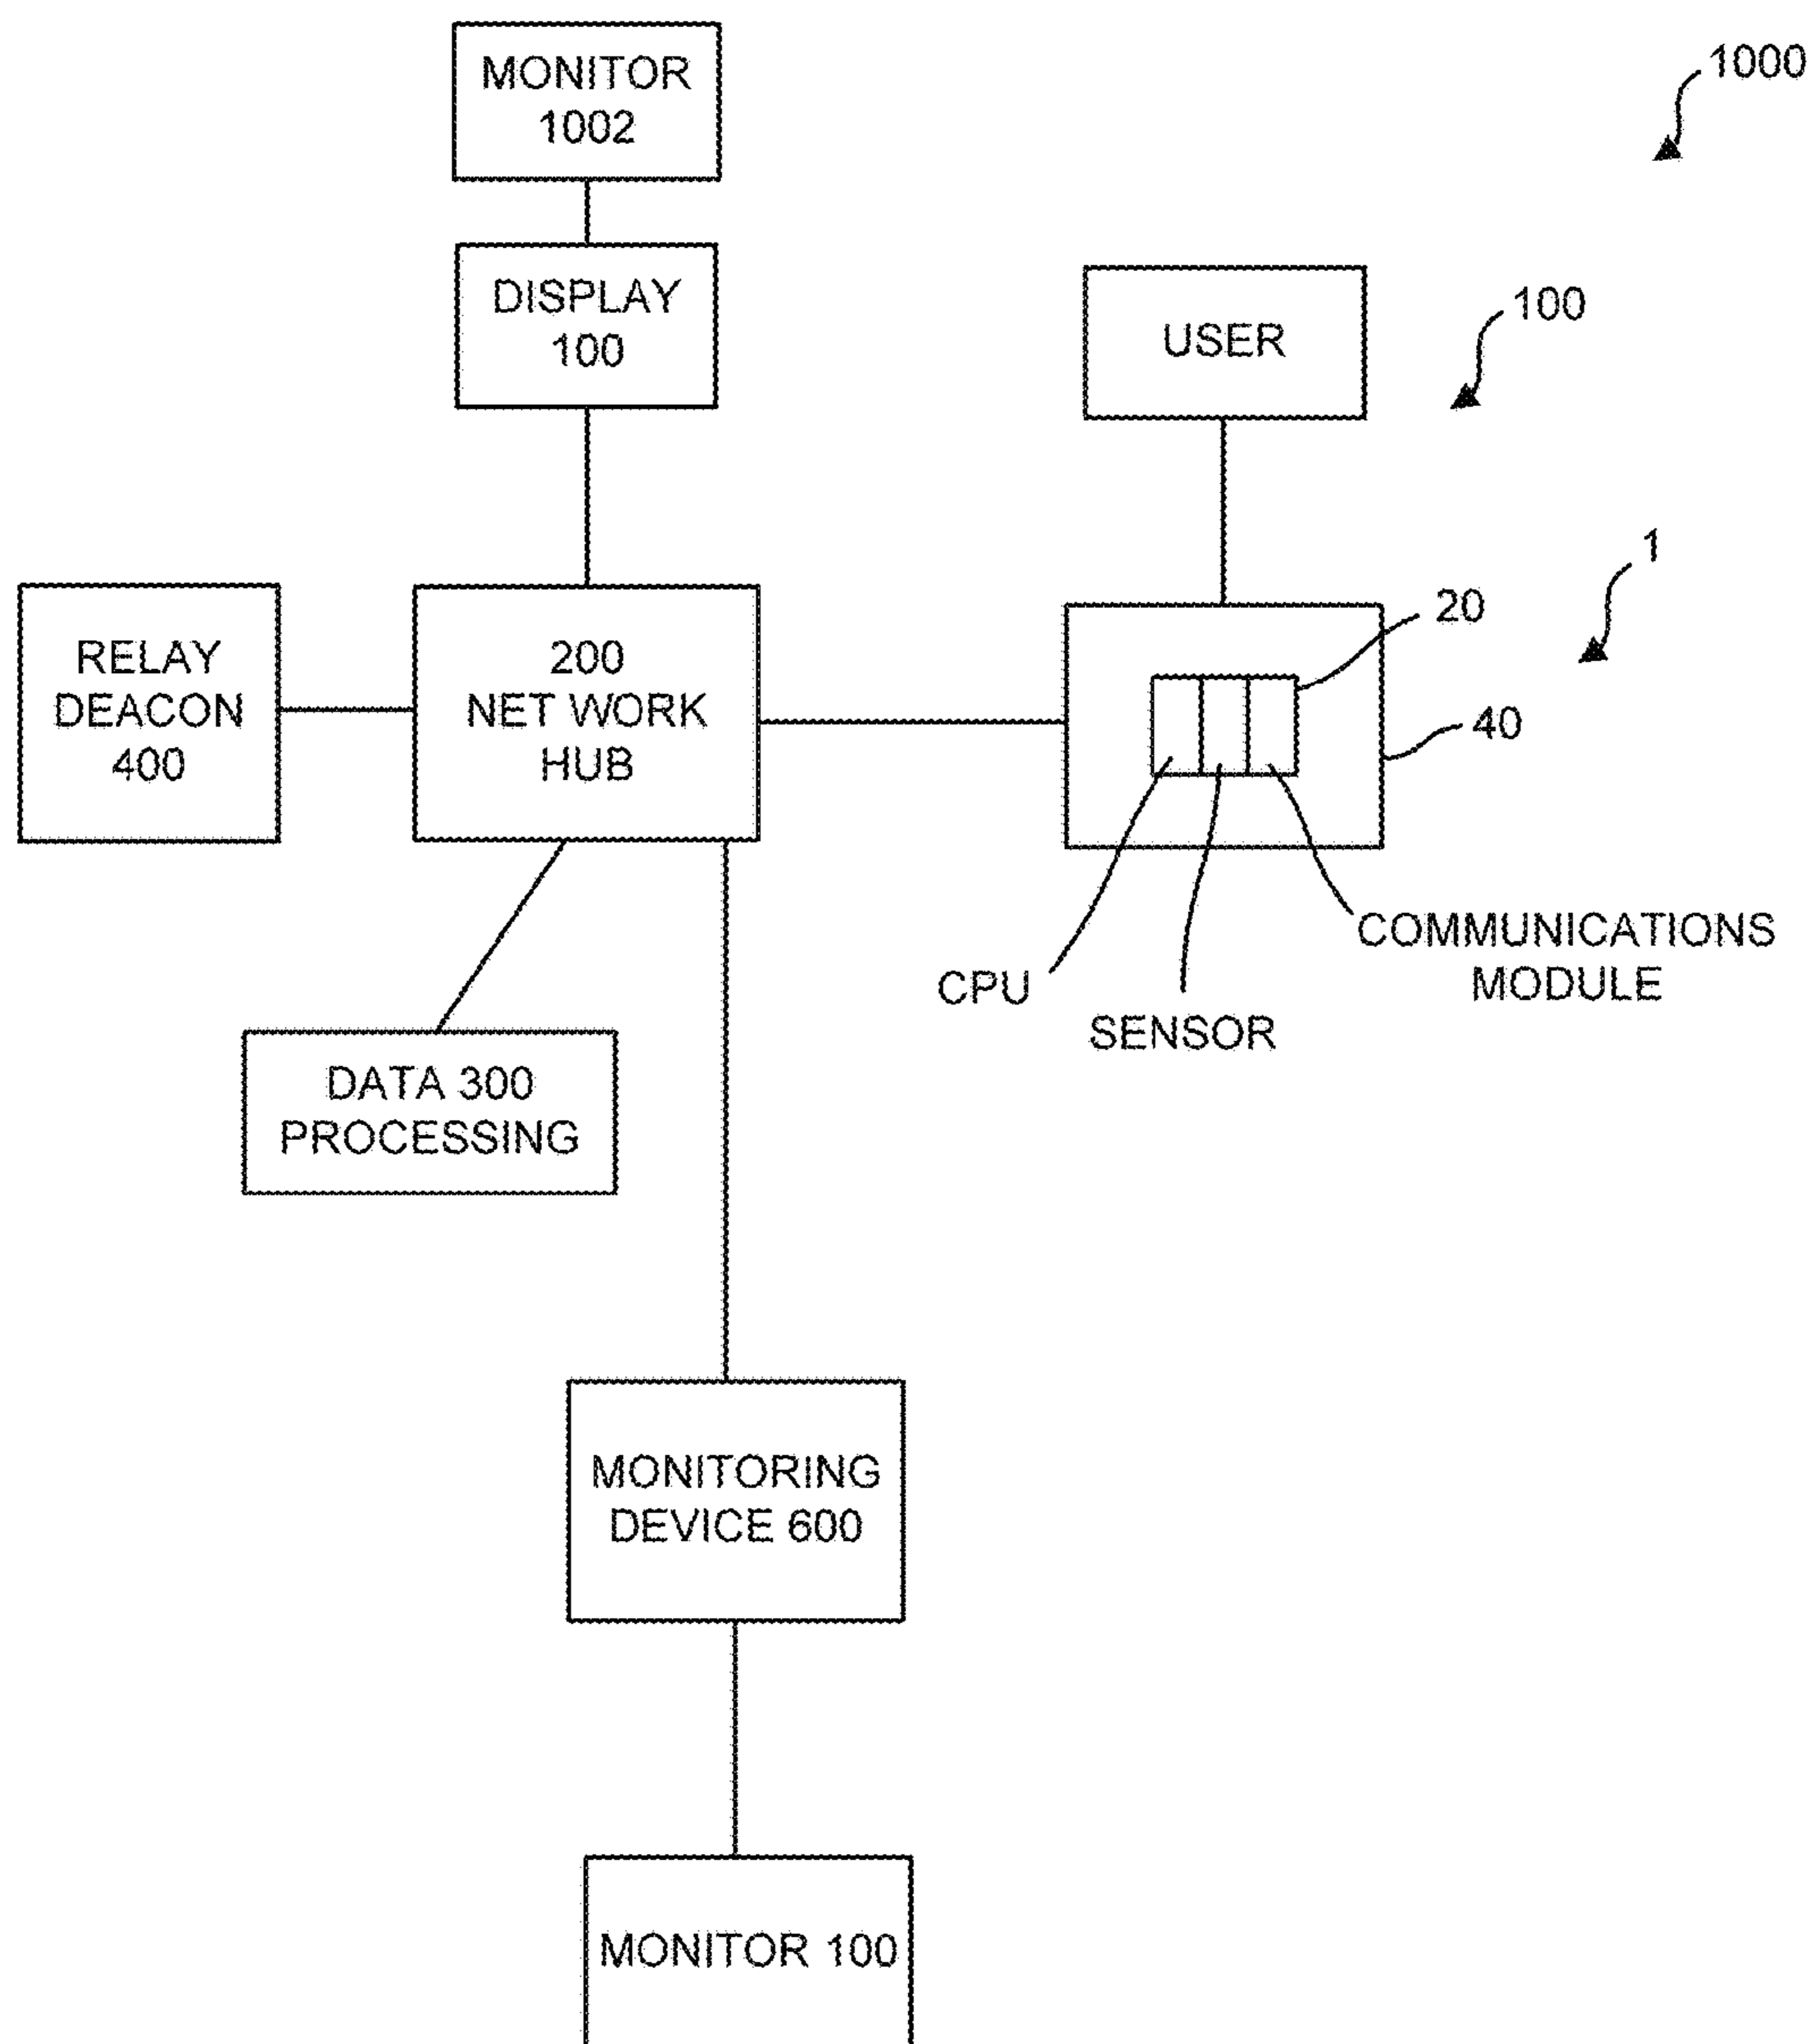 MONITOR
1002
1000
DISPLAY
100
USER
100
1
20
40
RELAY
DEACON
400
200
NET WORK
HUB
CPU
SENSOR
COMMUNICATIONS
MODULE
DATA 300
PROCESSING
MONITORING
DEVICE 600
MONITOR 100